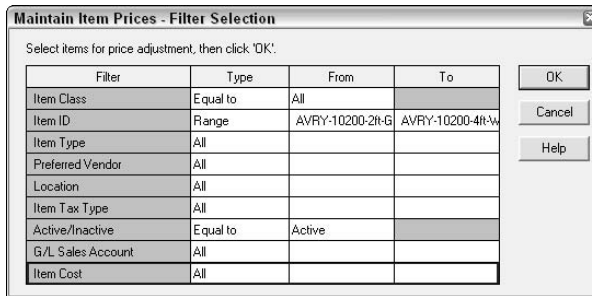 Maintain Item Prices - Filter Selection
Select items for price adjustment, then click 'OK'.
Filter Type From To
Item Class Equal to All
Item ID Range AVRY-10200-2ft-G AVRY-10200-4ft-W
Item Type All
Preferred Vendor All
Location All
Item Tax Type All
Active/Inactive Equal to Active
G/L Sales Account All
Item Cost All
OK
Cancel
Help